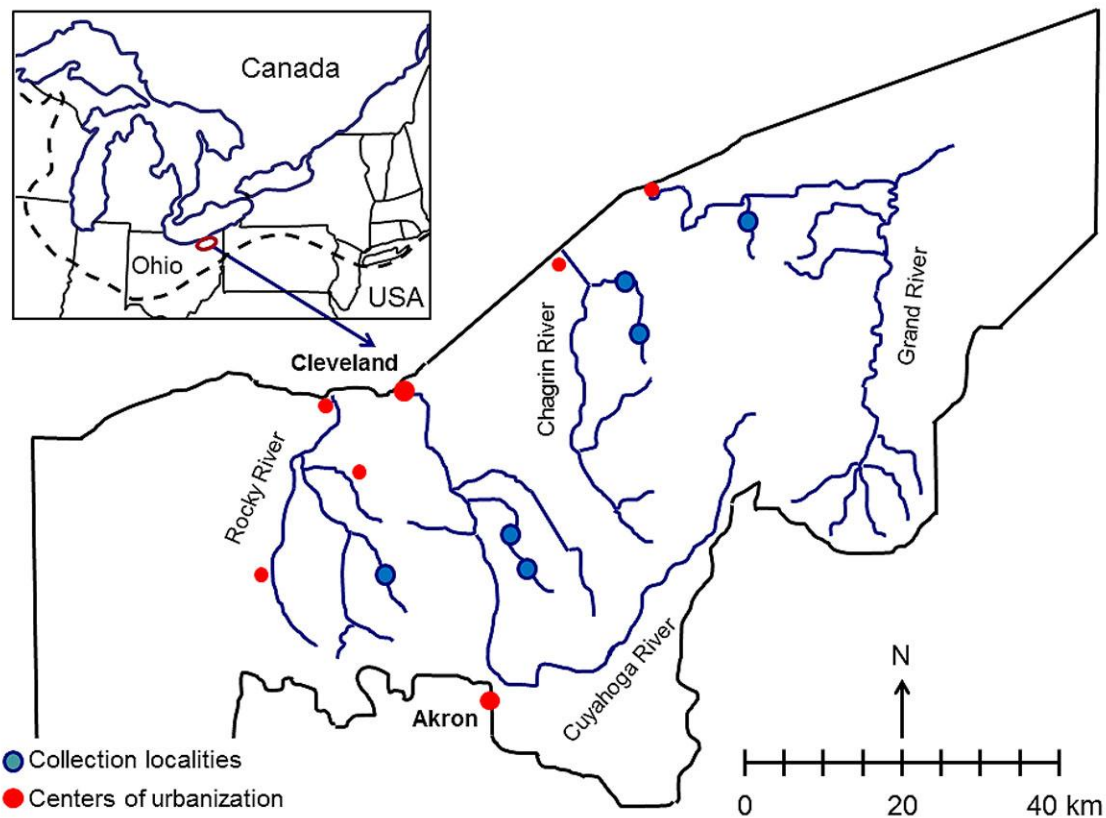 Canada
Ohio
USA
Cleveland
Rocky River
Chagrin River
Grand River
Cuyahoga River
Akron
N
Collection localities
Centers of urbanization
0 20 40 km